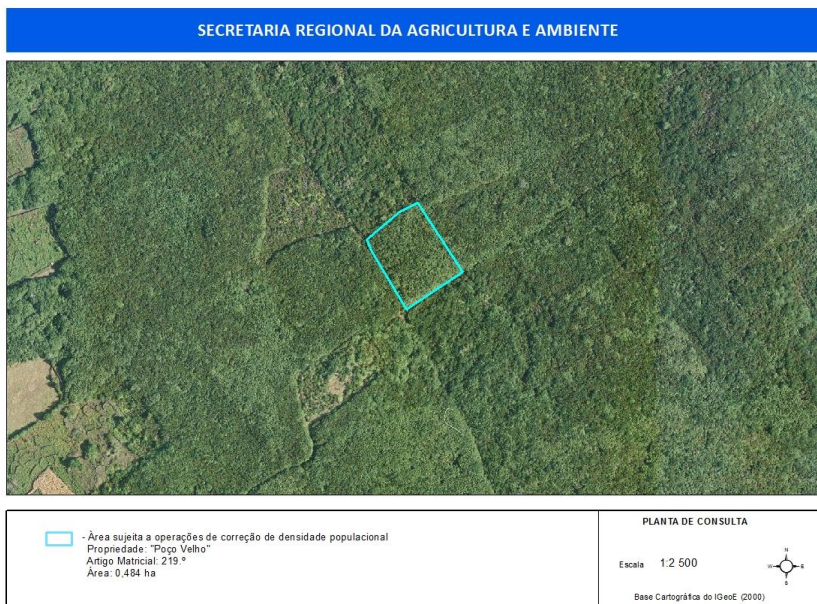 SECRETARIA REGIONAL DA AGRICULTURA E AMBIENTE
- Área sujeita a operações de correção de densidade populacional
Propriedade: "Poço Velho"
Artigo Matricial: 219.º
Área: 0,484 ha
PLANTA DE CONSULTA
Escala 1:2 500
N
W E
S
Base Cartográfica do IGeoE (2000)